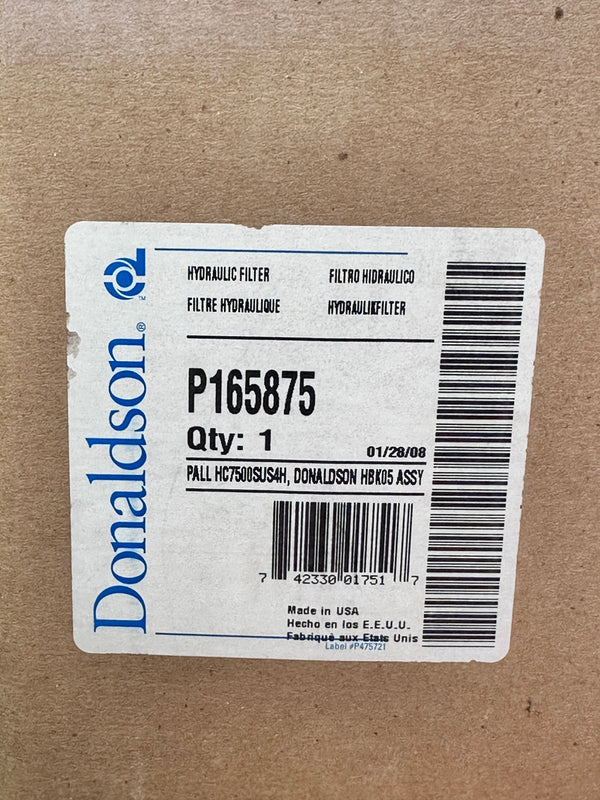 Donaldson®
™
HYDRAULIC FILTER FILTRO HIDRAULICO
FILTRE HYDRAULIQUE HYDRAULIKFILTER
P165875
Qty: 1 01/28/08
PALL HC7500SUS4H, DONALDSON HBK05 ASSY
7 42330 01751 7
Made in USA
Hecho en los E.E.U.U.
Fabriqué aux Etats Unis
Label #P475721